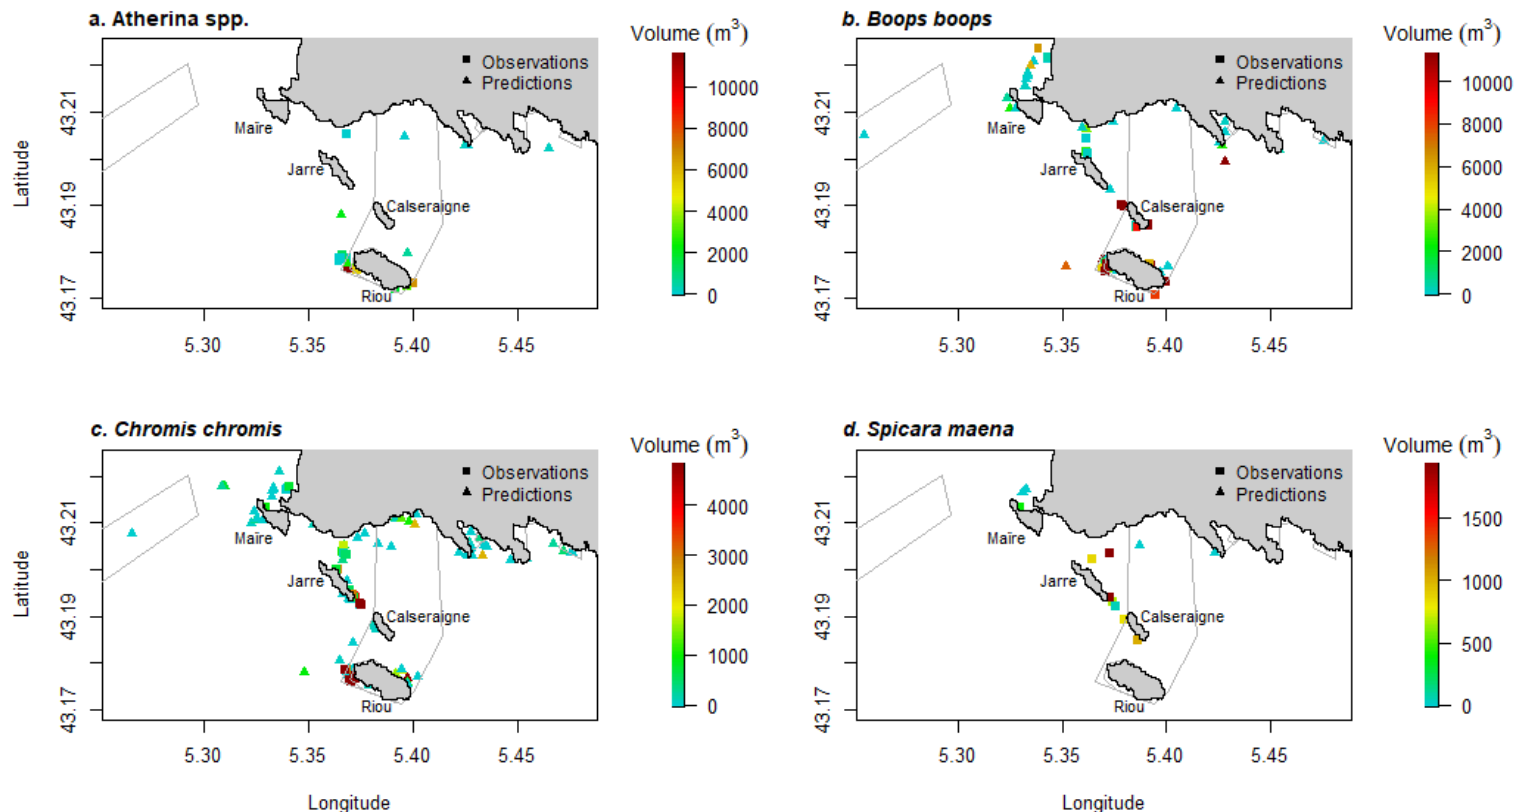 a. Atherina spp.
Volume (m³)
Observations
Predictions
Maïre
Jarre
Calseraigne
Riou
10000
8000
6000
4000
2000
0
43.21
43.19
43.17
Latitude
5.30 5.35 5.40 5.45
b. Boops boops
Volume (m³)
Observations
Predictions
Maïre
Jarre
Calseraigne
Riou
10000
8000
6000
4000
2000
0
43.21
43.19
43.17
5.30 5.35 5.40 5.45
c. Chromis chromis
Volume (m³)
Observations
Predictions
Maïre
Jarre
Calseraigne
Riou
4000
3000
2000
1000
0
43.21
43.19
43.17
Latitude
5.30 5.35 5.40 5.45
Longitude
d. Spicara maena
Volume (m³)
Observations
Predictions
Maïre
Jarre
Calseraigne
Riou
1500
1000
500
0
43.21
43.19
43.17
5.30 5.35 5.40 5.45
Longitude